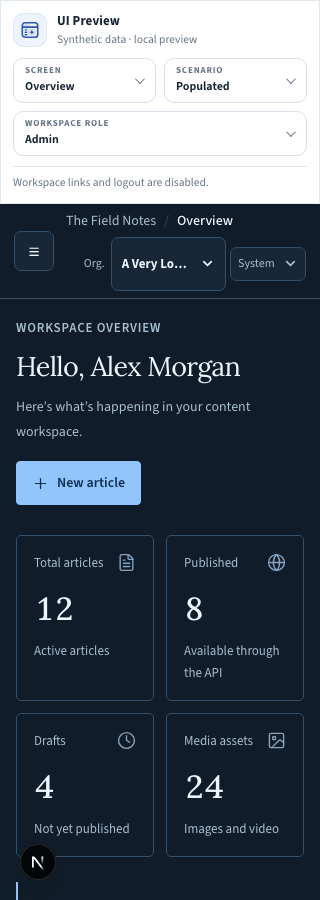 UI Preview
Synthetic data · local preview
SCREEN
Overview
SCENARIO
Populated
WORKSPACE ROLE
Admin
Workspace links and logout are disabled.
The Field Notes / Overview
Org.
A Very Lo...
System
WORKSPACE OVERVIEW
Hello, Alex Morgan
Here's what's happening in your content
workspace.
+ New article
Total articles
12
Active articles
Published
8
Available through
the API
Drafts
4
Not yet published
Media assets
24
Images and video
N